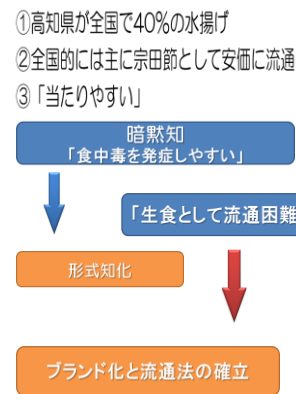 ①高知県が全国で40%の水揚げ
②全国的には主に宗田節として安価に流通
③「当たりやすい」
暗黙知
「食中毒を発症しやすい」
「生食として流通困難
形式知化
ブランド化と流通法の確立